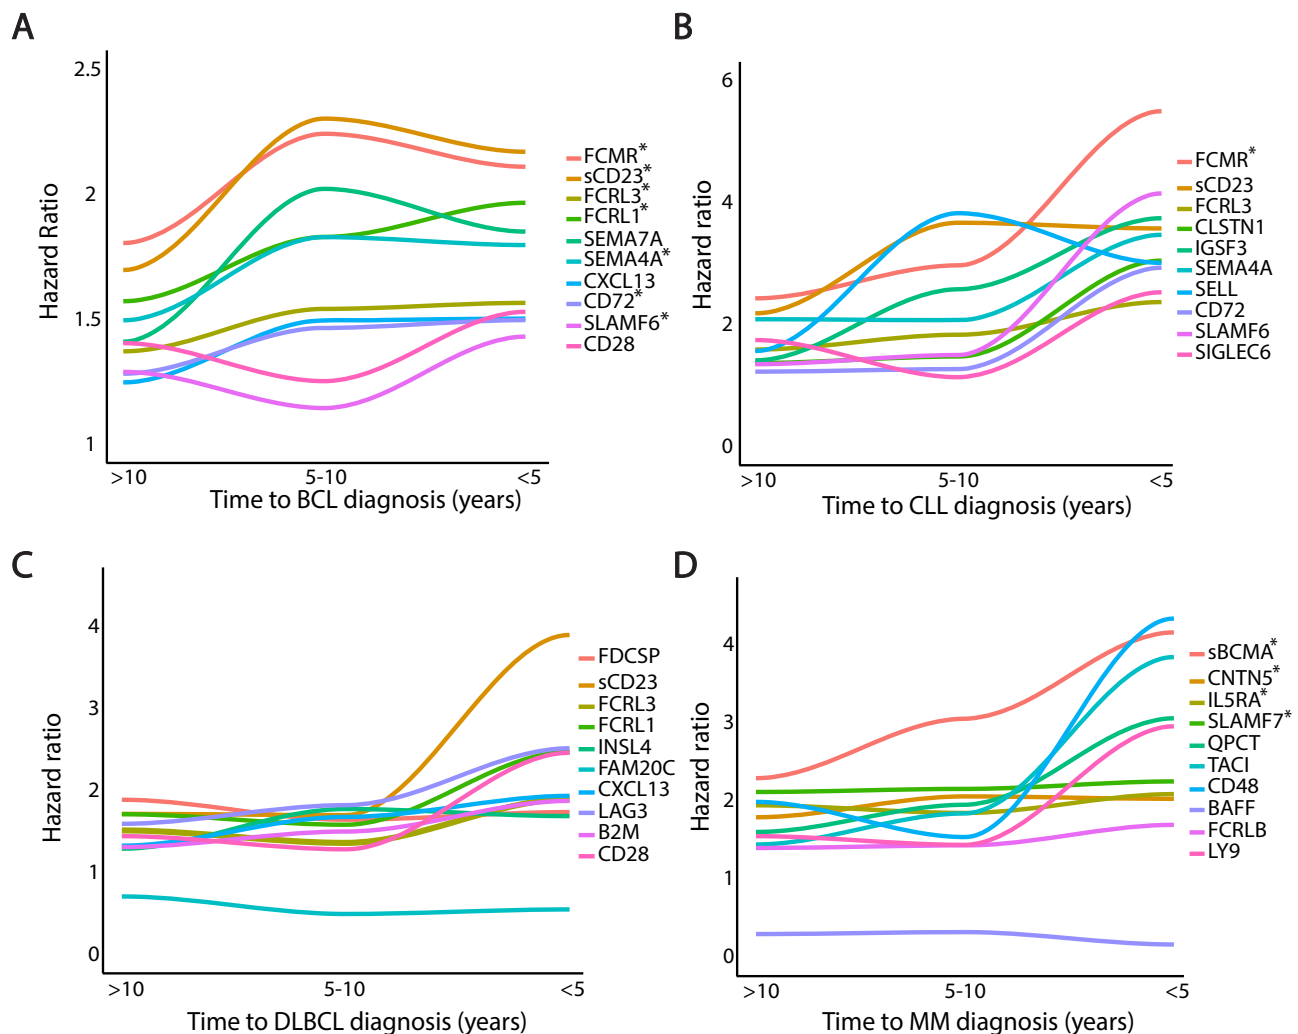 A
Hazard Ratio
2.5
2
1.5
1
>10
5-10
<5
Time to BCL diagnosis (years)
FCMR*
sCD23*
FCRL3*
FCRL1*
SEMA7A
SEMA4A*
CXCL13
CD72*
SLAMF6*
CD28
B
Hazard ratio
6
4
2
0
>10
5-10
<5
Time to CLL diagnosis (years)
FCMR*
sCD23
FCRL3
CLSTN1
IGSF3
SEMA4A
SELL
CD72
SLAMF6
SIGLEC6
C
Hazard ratio
4
3
2
1
0
>10
5-10
<5
Time to DLBCL diagnosis (years)
FDCSP
sCD23
FCRL3
FCRL1
INSL4
FAM20C
CXCL13
LAG3
B2M
CD28
D
Hazard ratio
4
3
2
1
0
>10
5-10
<5
Time to MM diagnosis (years)
sBCMA*
CNTN5*
IL5RA*
SLAMF7*
QPCT
TACI
CD48
BAFF
FCRLB
LY9